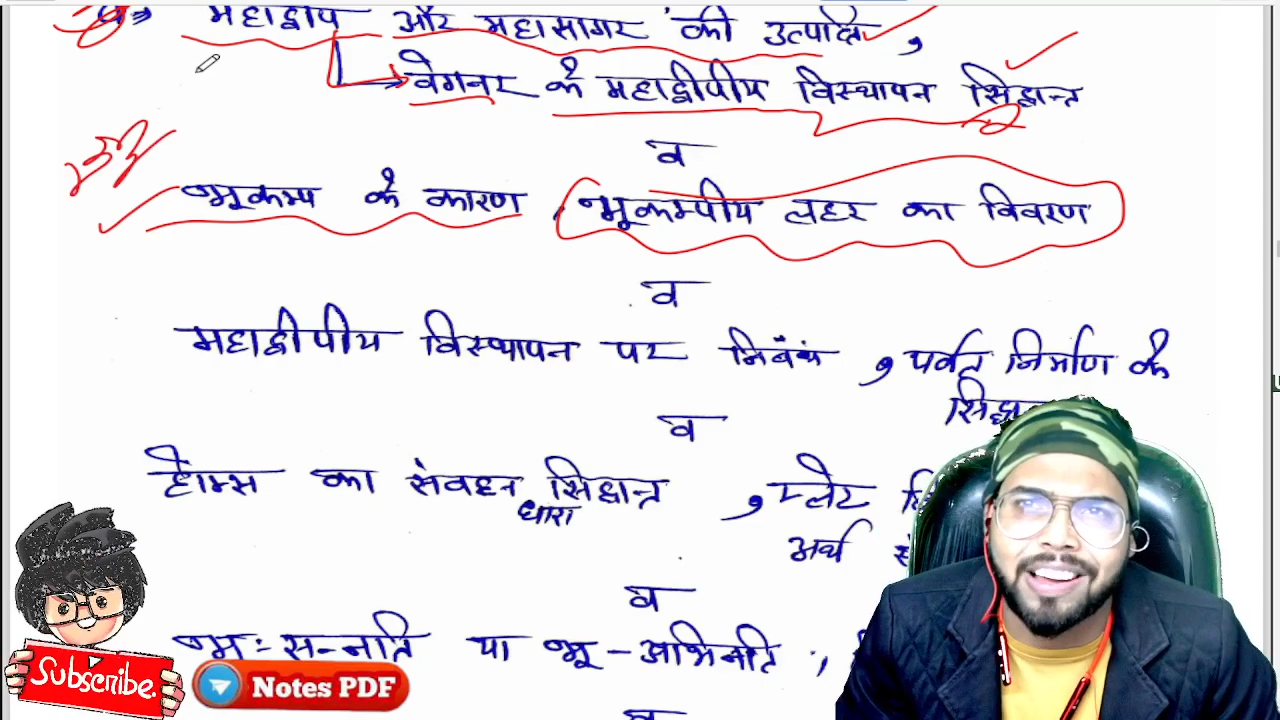 महाद्वीप और महासागर की उत्पत्ति,
वेगनर के महाद्वीपीय विस्थापन सिद्धान्त
व
भूकम्प के कारण, भूकम्पीय लहर का विवरण
व
महाद्वीपीय विस्थापन पर निबंध, पर्वत निर्माण के
होम्स का संवहन धारा सिद्धान्त, प्लेट
अर्थ
व
भू-सन्नति या भू-अभिनति,
Subscribe.
Notes PDF